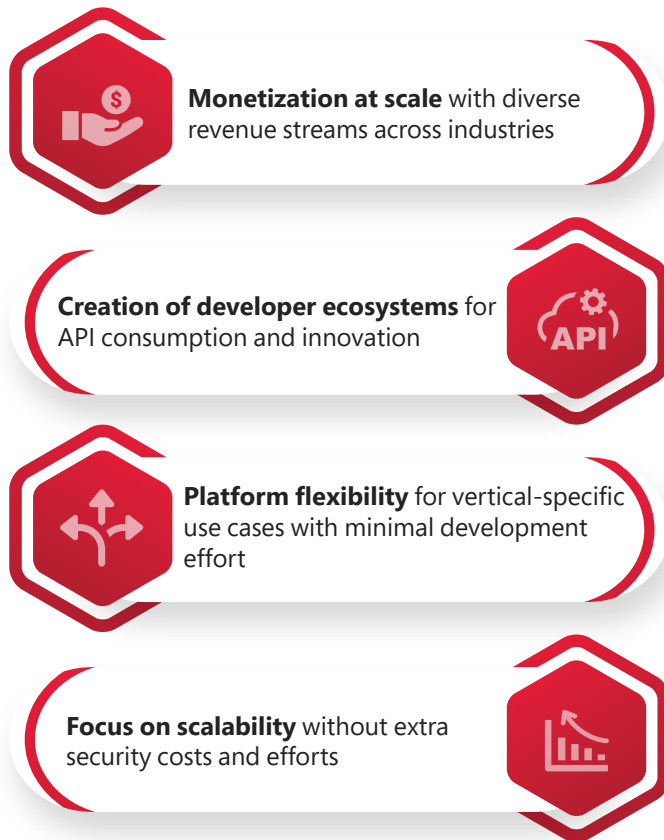 $
Monetization at scale with diverse
revenue streams across industries
Creation of developer ecosystems for
API consumption and innovation
API
Platform flexibility for vertical-specific
use cases with minimal development
effort
Focus on scalability without extra
security costs and efforts